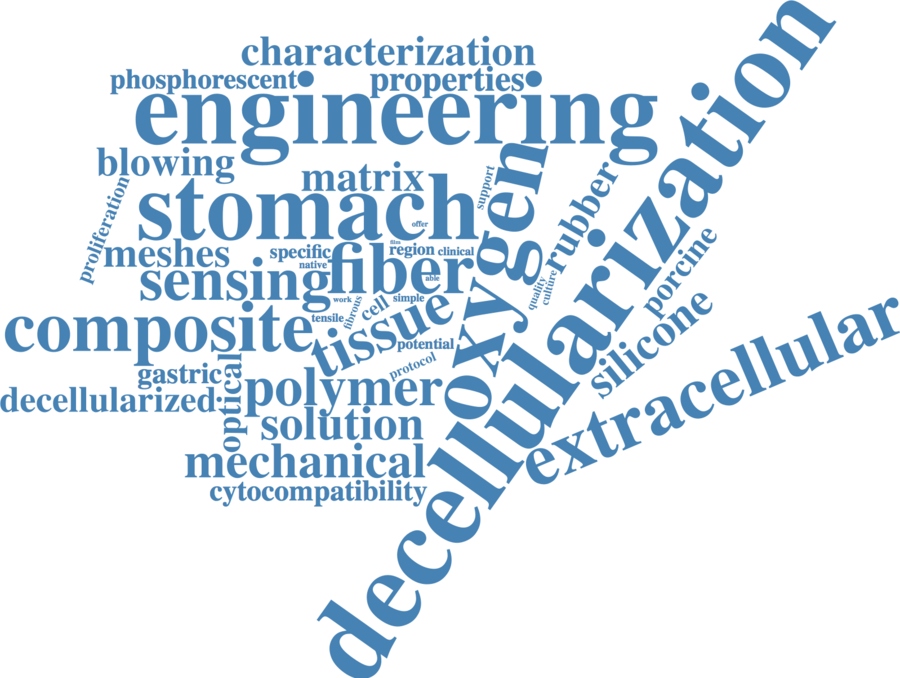 characterization
phosphorescent
properties
engineering
decellularization
blowing
matrix
oxygen
support
rubber
proliferation
stomach
offer
meshes
specific
film
region
clinical
native
sensing
fiber
able
quality
culture
porcine
composite
work
fibrous
cell
simple
tensile
tissue
potential
silicone
extracellular
protocol
gastric
optical
polymer
decellularized
solution
mechanical
cytocompatibility